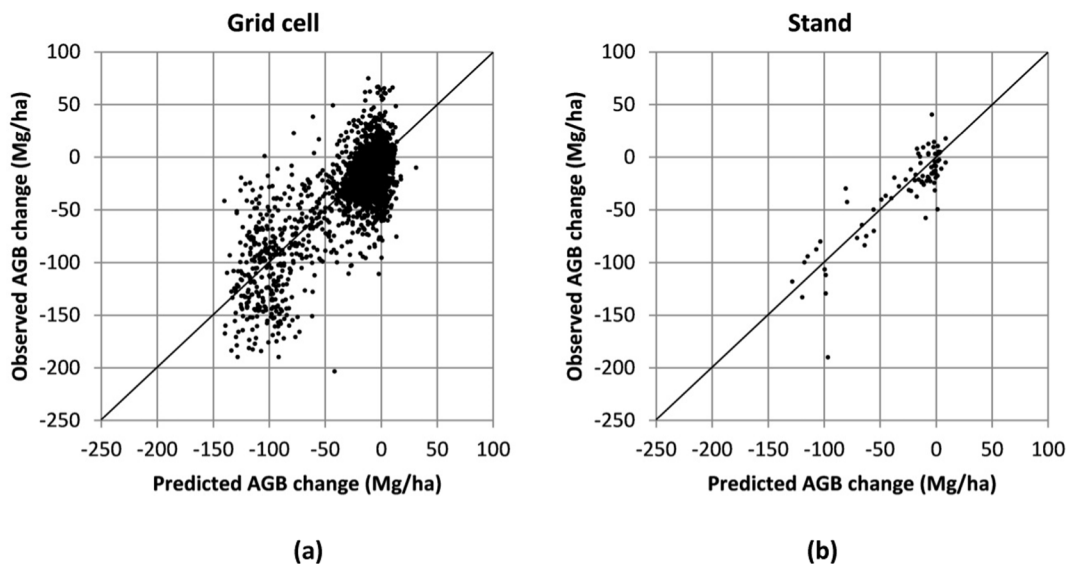 Grid cell
100
50
0
-50
-100
-150
-200
-250
Observed AGB change (Mg/ha)
-250 -200 -150 -100 -50 0 50 100
Predicted AGB change (Mg/ha)
(a)
Stand
100
50
0
-50
-100
-150
-200
-250
Observed AGB change (Mg/ha)
-250 -200 -150 -100 -50 0 50 100
Predicted AGB change (Mg/ha)
(b)